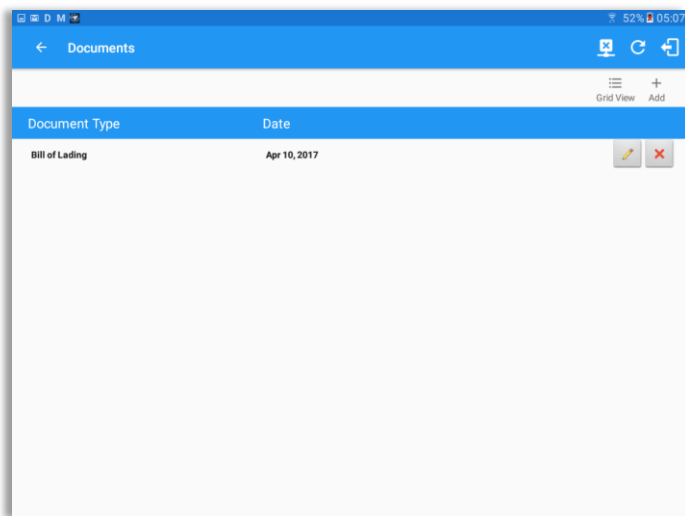 D M 52% 05:07
Documents
Grid View Add
Document Type Date
Bill of Lading Apr 10, 2017